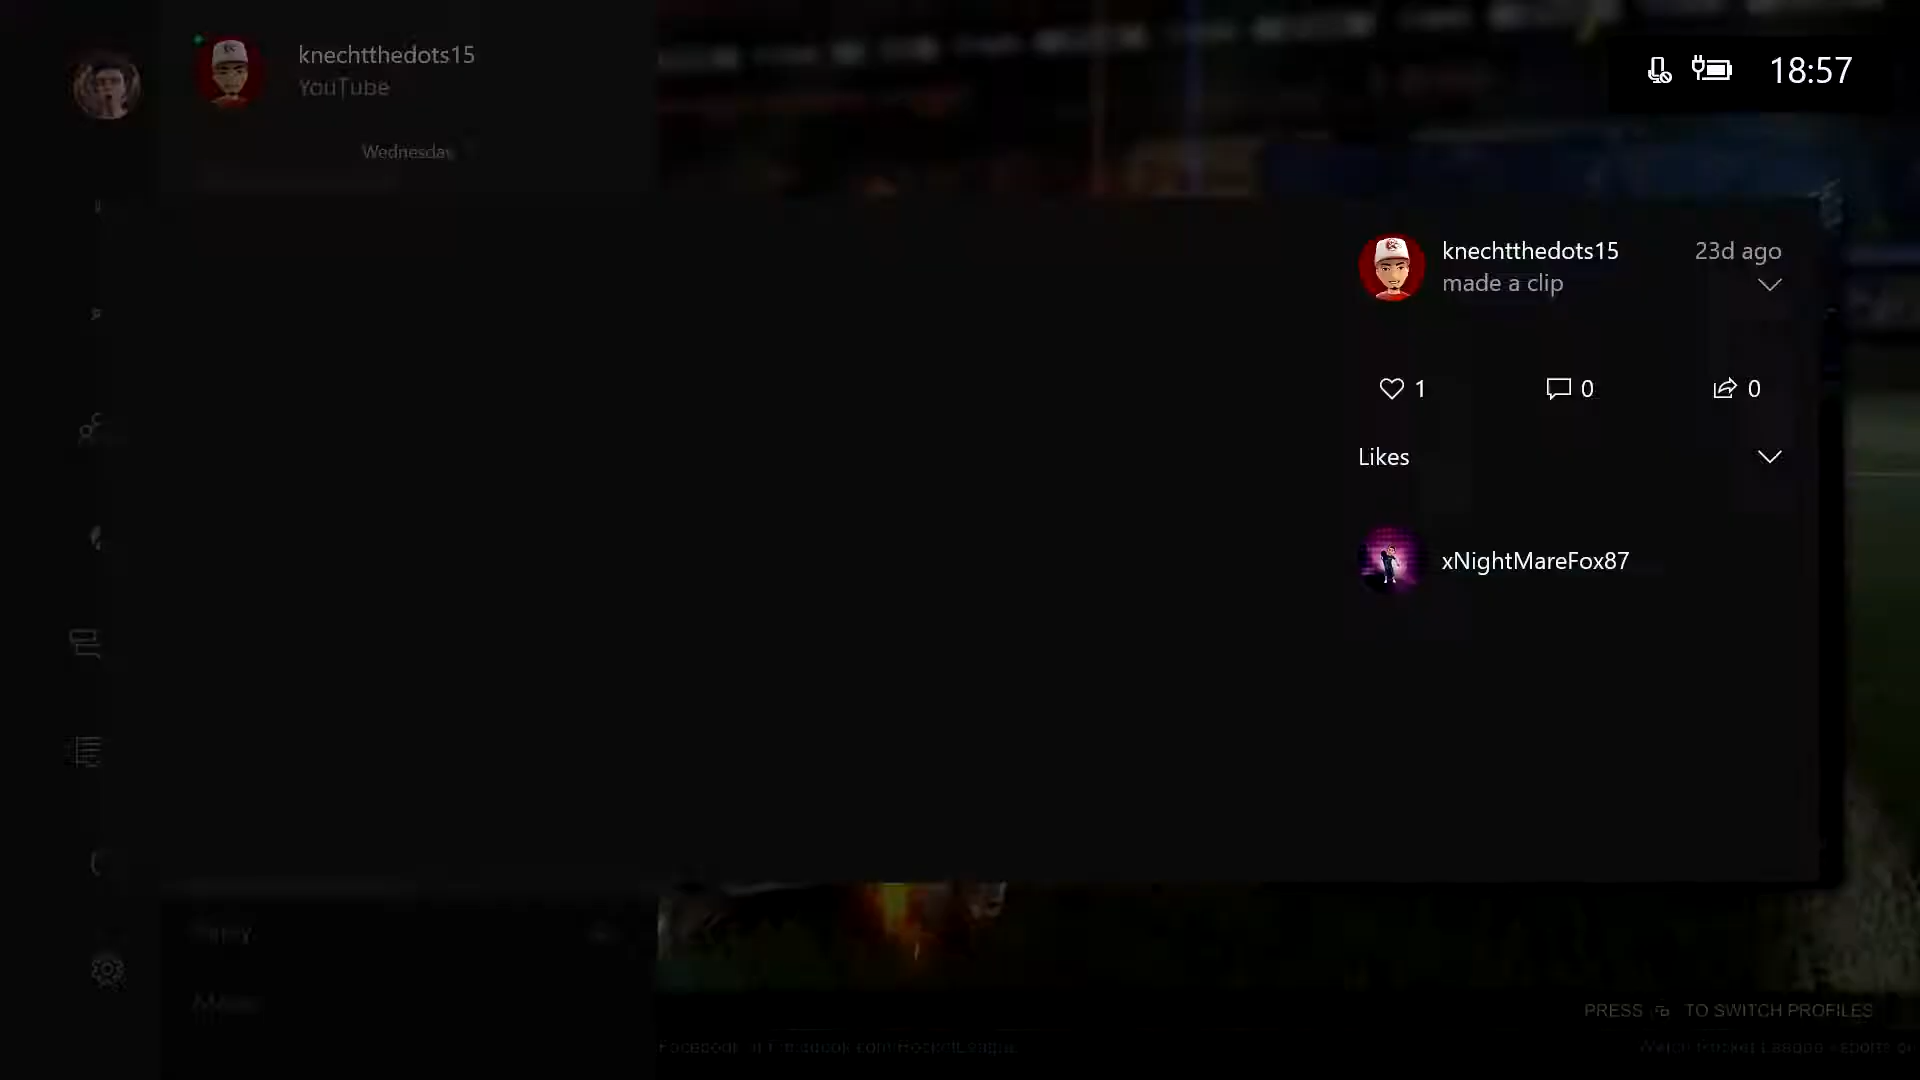 knechtthedots15
YouTube
Wednesday
18:57
knechtthedots15
23d ago
made a clip
1
0
0
Likes
xNightMareFox87
PRESS TO SWITCH PROFILES